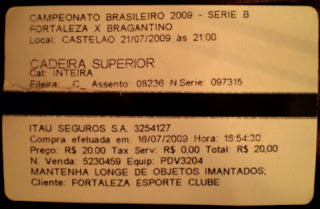 CAMPEONATO BRASILEIRO 2009 - SERIE B
FORTALEZA X BRAGANTINO
Local: CASTELAO 21/07/2009 às 21:00
CADEIRA SUPERIOR
Cat: INTEIRA
Fileira: _C_ Assento 08236 N.Serie: 097315
ITAU SEGUROS S.A. 3254127
Compra efetuada em: 16/07/2009 Hora: 16:54:30
Preço: R$ 20,00 Tax Serv: R$ 0,00 Total: R$ 20,00
N. Venda: 5230459 Equip: PDV3204
MANTENHA LONGE DE OBJETOS IMANTADOS,
Cliente: FORTALEZA ESPORTE CLUBE